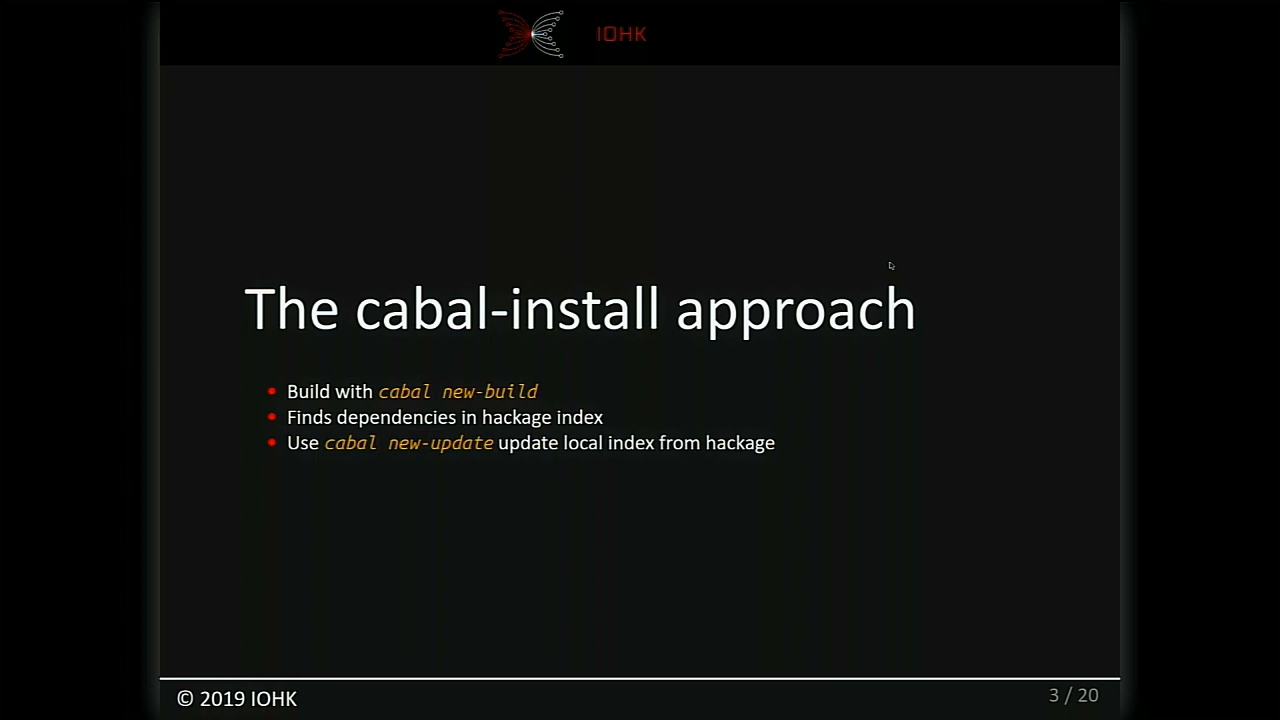 IOHK
The cabal-install approach
• Build with cabal new-build
• Finds dependencies in hackage index
• Use cabal new-update update local index from hackage
© 2019 IOHK
3 / 20